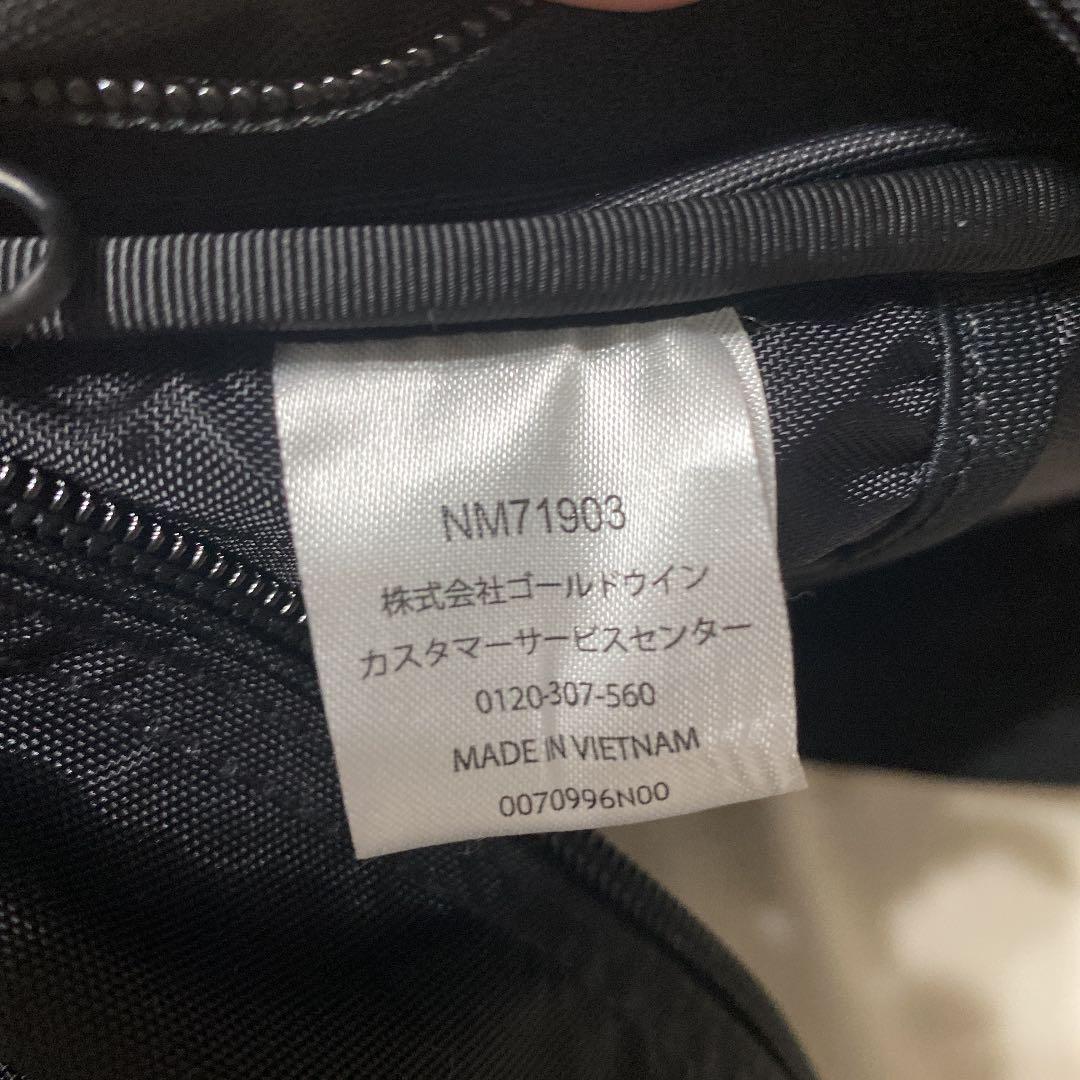 NM71903
株式会社ゴールドウイン
カスタマーサービスセンター
0120-307-560
MADE IN VIETNAM
0070996N00